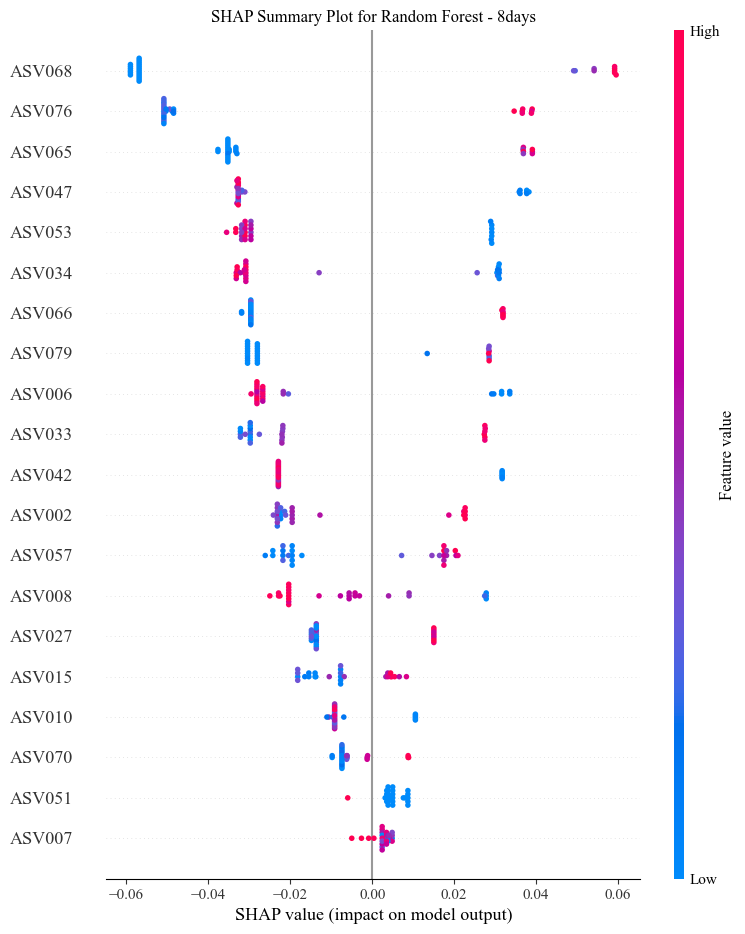 SHAP Summary Plot for Random Forest - 8days
High
ASV068
ASV076
ASV065
ASV047
ASV053
ASV034
ASV066
ASV079
ASV006
ASV033
Feature value
ASV042
ASV002
ASV057
ASV008
ASV027
ASV015
ASV010
ASV070
ASV051
ASV007
Low
−0.06 −0.04 −0.02 0.00 0.02 0.04 0.06
SHAP value (impact on model output)